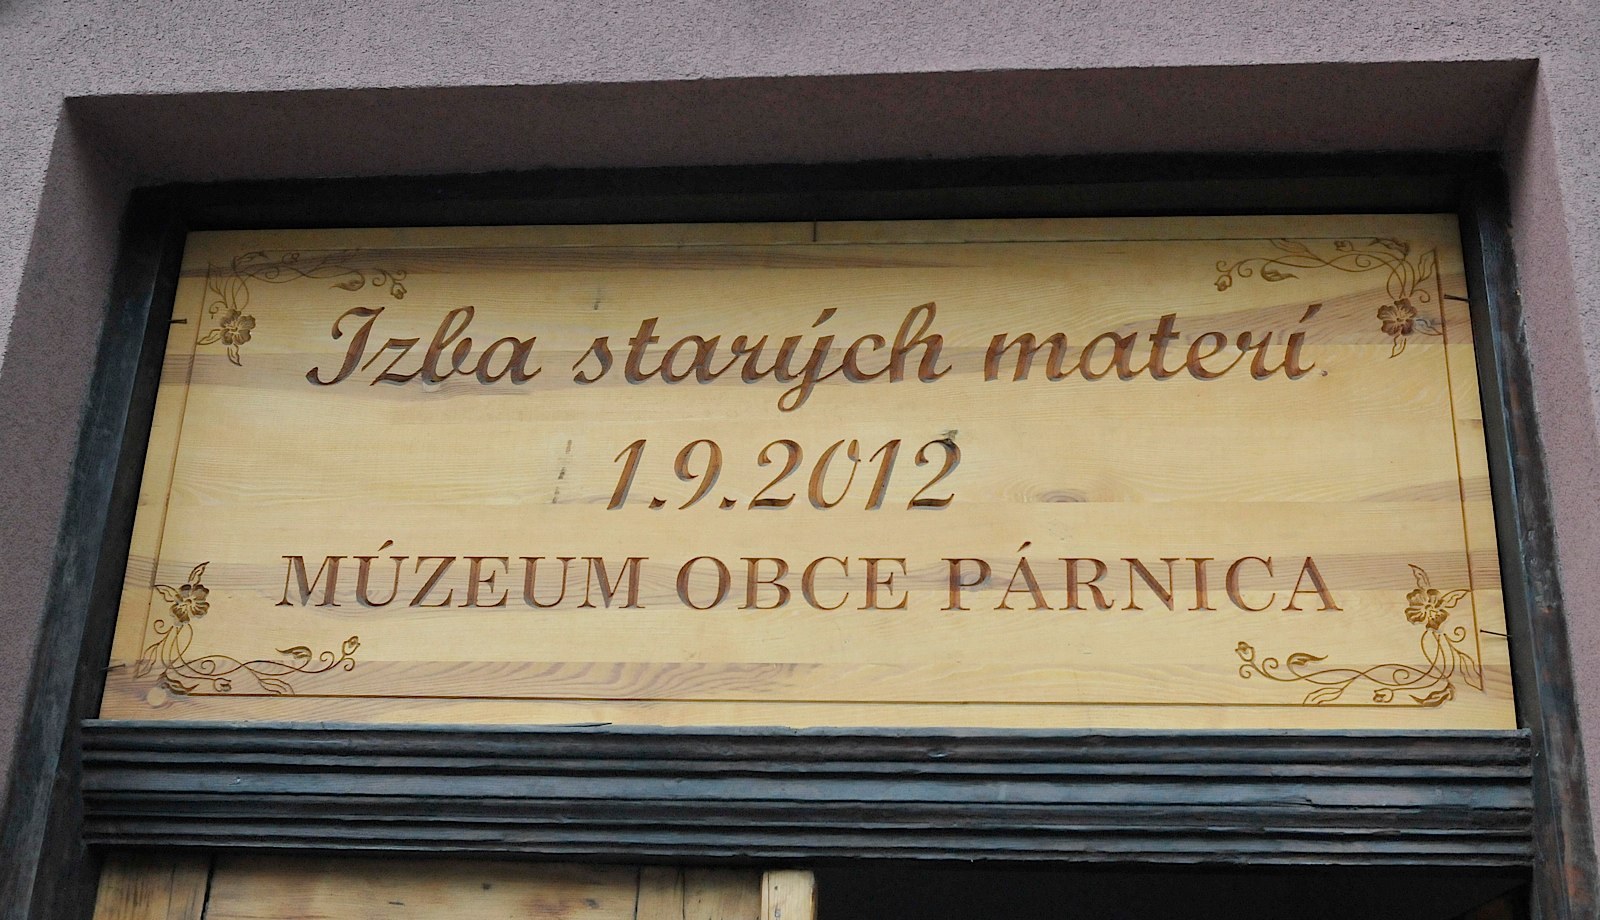 Izba starých materí
1.9.2012
MÚZEUM OBCE PÁRNICA